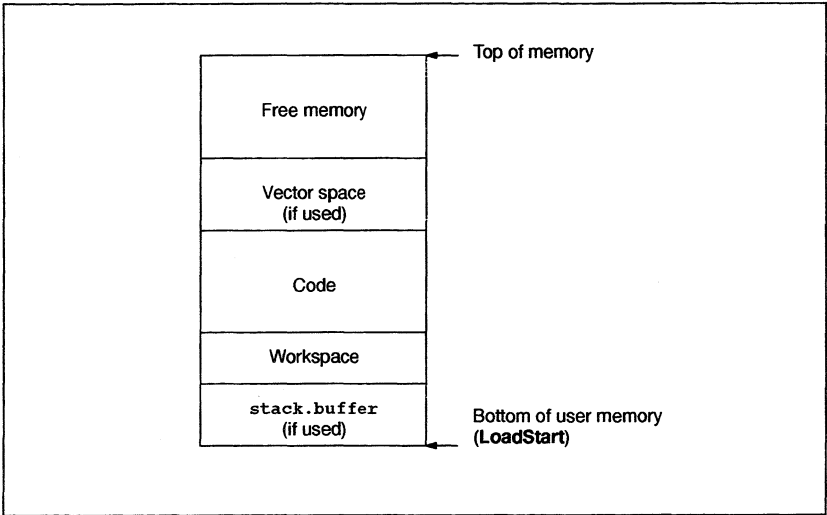 Top of memory
Free memory
Vector space
(if used)
Code
Workspace
stack.buffer
(if used)
Bottom of user memory
(LoadStart)